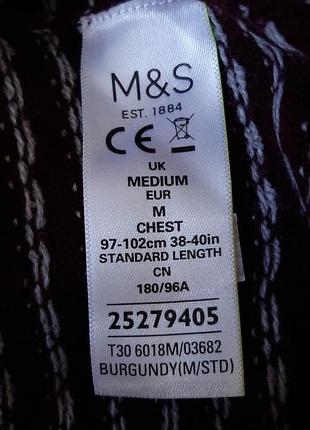 M&S
EST. 1884
CE
UK
MEDIUM
EUR
M
CHEST
97-102cm 38-40in
STANDARD LENGTH
CN
180/96A
25279405
T30 6018M/03682
BURGUNDY(M/STD)